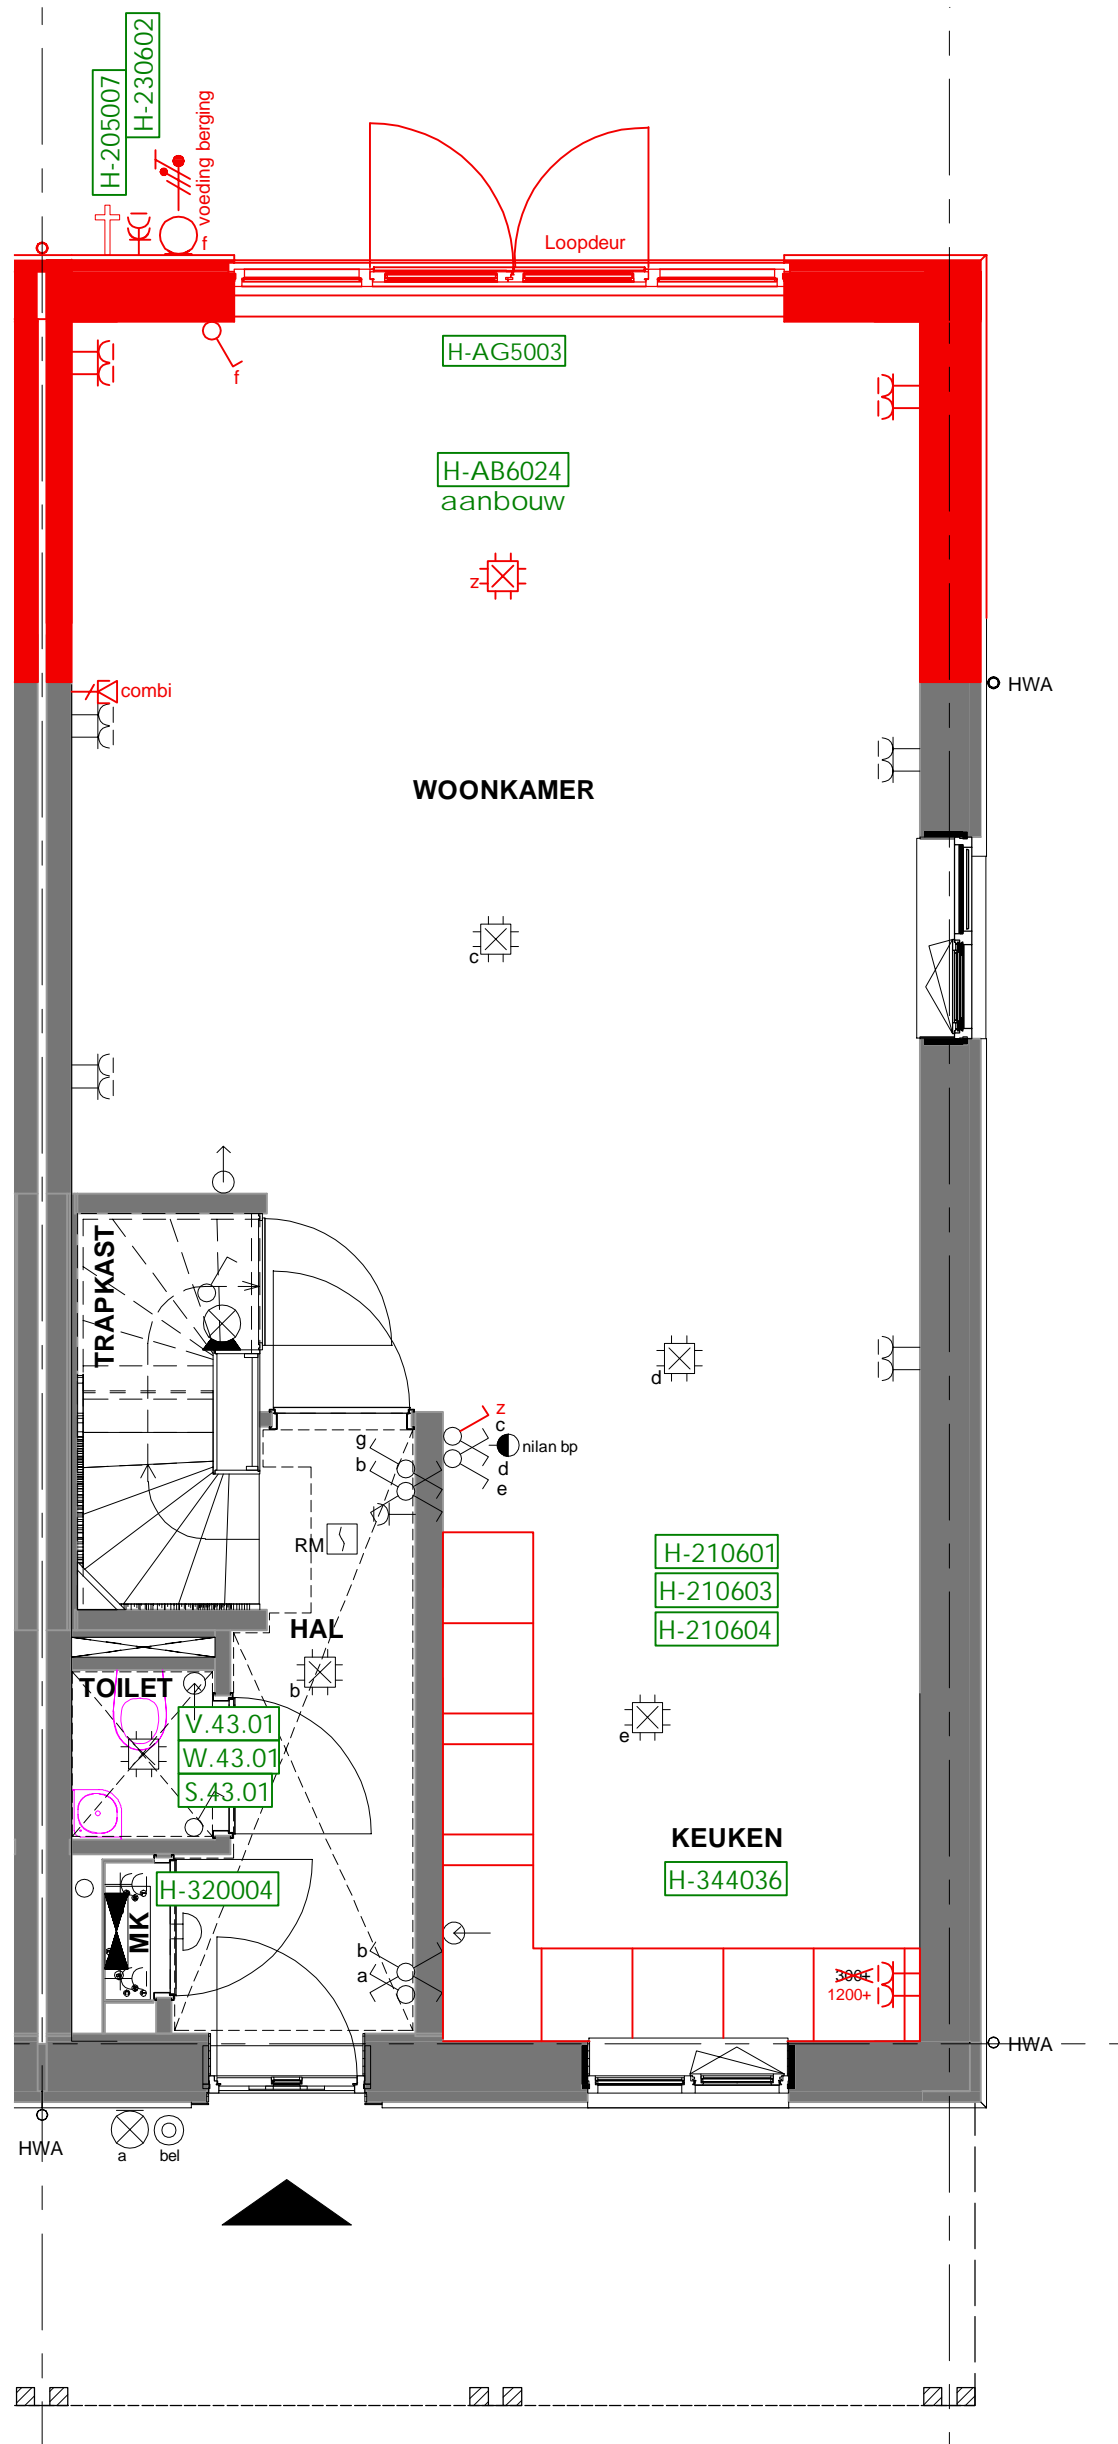 H-205007
H-230602
voeding berging
f
Loopdeur
f
H-AG5003
H-AB6024
aanbouw
z
combi
HWA
WOONKAMER
c
TRAPKAST
d
z
c
g
nilan bp
b
d
e
RM
H-210601
H-210603
H-210604
HAL
b
TOILET
V.43.01
W.43.01
S.43.01
e
KEUKEN
H-344036
H-320004
MK
b
a
300+
1200+
HWA
HWA
a
bel